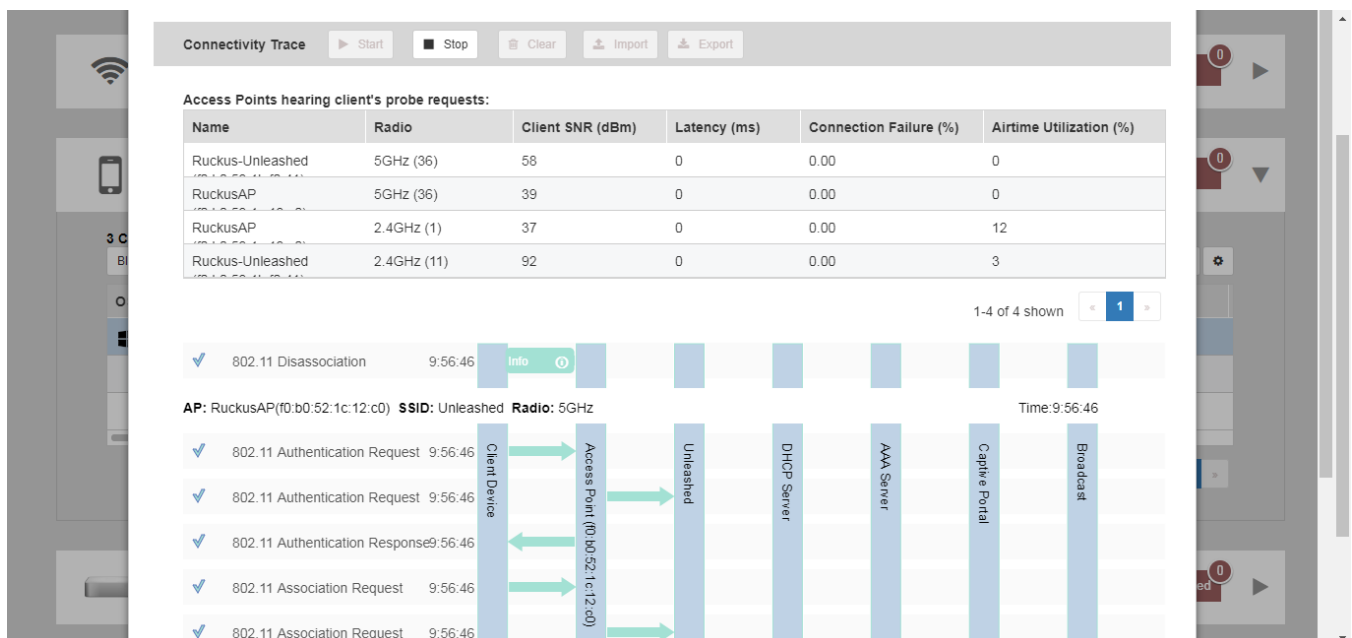 Connectivity Trace Start Stop Clear Import Export
0
Access Points hearing client's probe requests:
Name Radio Client SNR (dBm) Latency (ms) Connection Failure (%) Airtime Utilization (%)
Ruckus-Unleashed 5GHz (36) 58 0 0.00 0
0
RuckusAP 5GHz (36) 39 0 0.00 0
RuckusAP 2.4GHz (1) 37 0 0.00 12
3 C
Bl
Ruckus-Unleashed 2.4GHz (11) 92 0 0.00 3
O
1-4 of 4 shown « 1 »
802.11 Disassociation 9:56:46 Info
AP: RuckusAP(f0:b0:52:1c:12:c0) SSID: Unleashed Radio: 5GHz Time:9:56:46
802.11 Authentication Request 9:56:46
802.11 Authentication Request 9:56:46
802.11 Authentication Response9:56:46
802.11 Association Request 9:56:46
802.11 Association Request 9:56:46
Client Device
Access Point (f0:b0:52:1c:12:c0)
Unleashed
DHCP Server
AAA Server
Captive Portal
Broadcast
»
0
ed